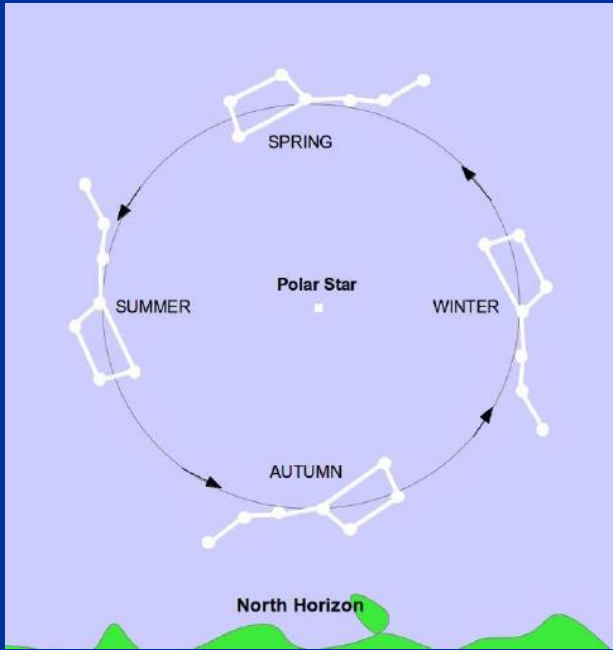 SPRING
Polar Star
SUMMER
WINTER
AUTUMN
North Horizon